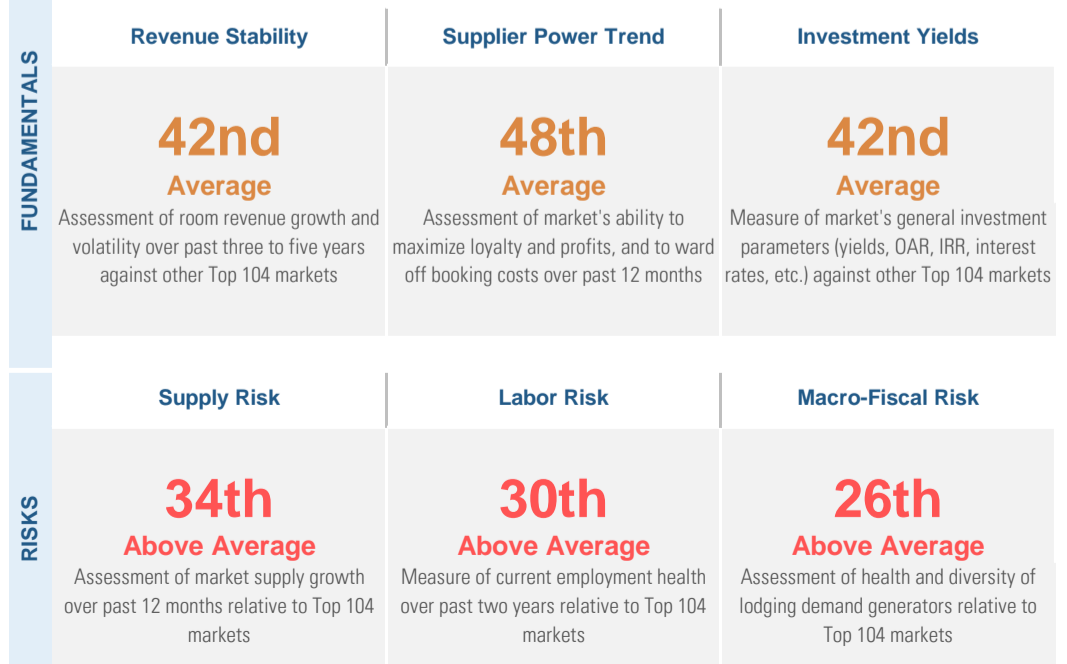 FUNDAMENTALS
Revenue Stability
Supplier Power Trend
Investment Yields
42nd
Average
Assessment of room revenue growth and
volatility over past three to five years
against other Top 104 markets
48th
Average
Assessment of market's ability to
maximize loyalty and profits, and to ward
off booking costs over past 12 months
42nd
Average
Measure of market's general investment
parameters (yields, OAR, IRR, interest
rates, etc.) against other Top 104 markets
RISKS
Supply Risk
Labor Risk
Macro-Fiscal Risk
34th
Above Average
Assessment of market supply growth
over past 12 months relative to Top 104
markets
30th
Above Average
Measure of current employment health
over past two years relative to Top 104
markets
26th
Above Average
Assessment of health and diversity of
lodging demand generators relative to
Top 104 markets